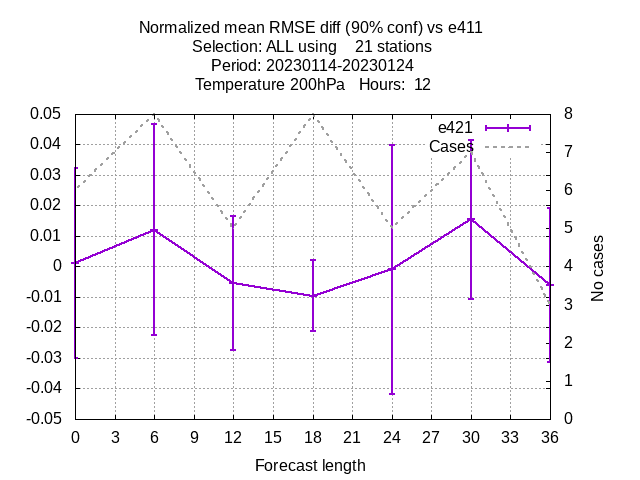 Normalized mean RMSE diff (90% conf) vs e411
Selection: ALL using    21 stations
Period: 20230114-20230124
Temperature 200hPa   Hours:  12
0.05
0.04
0.03
0.02
0.01
0
-0.01
-0.02
-0.03
-0.04
-0.05
e421
Cases
8
7
6
5
4
3
2
1
0
No cases
0 3 6 9 12 15 18 21 24 27 30 33 36
Forecast length